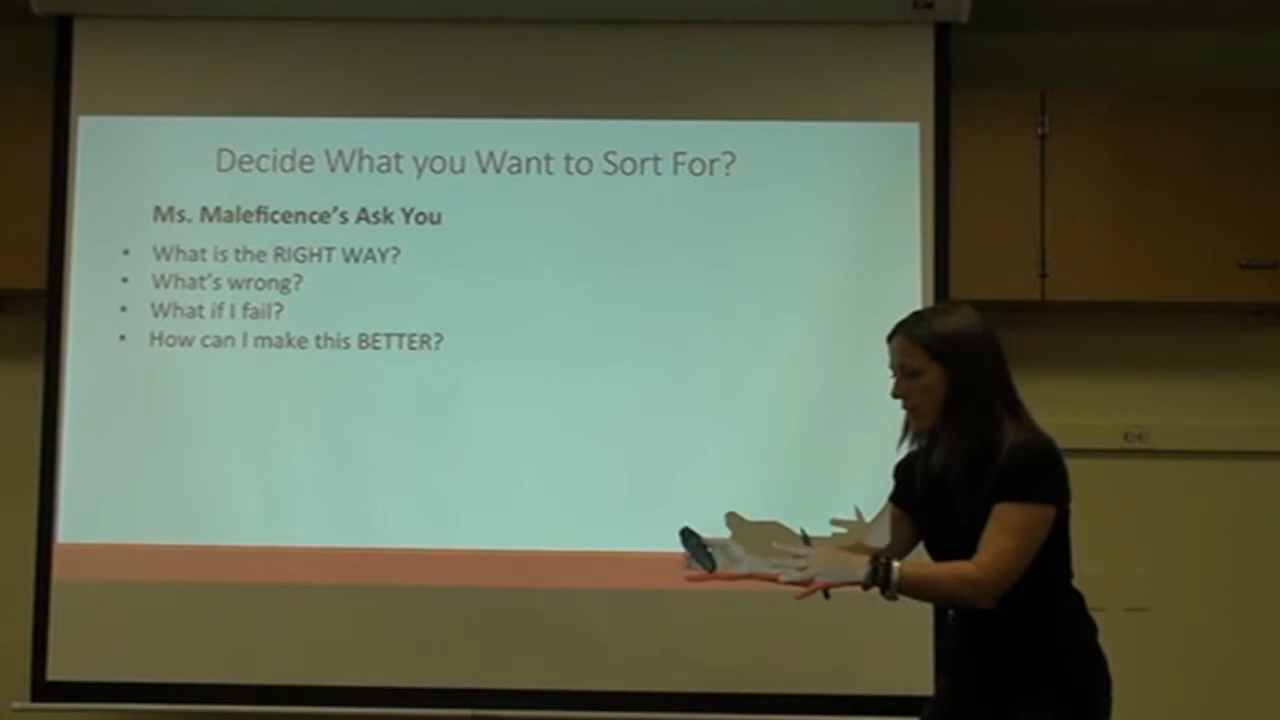 Decide What you Want to Sort For?
Ms. Maleficence's Ask You
• What is the RIGHT WAY?
• What's wrong?
• What if I fail?
• How can I make this BETTER?